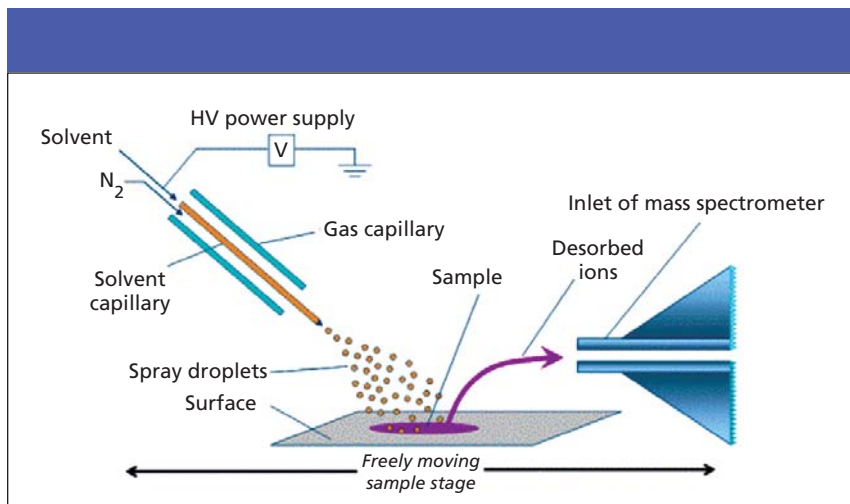 HV power supply
Solvent
V
N2
Inlet of mass spectrometer
Gas capillary
Desorbed
ions
Solvent
capillary
Sample
Spray droplets
Surface
Freely moving
sample stage